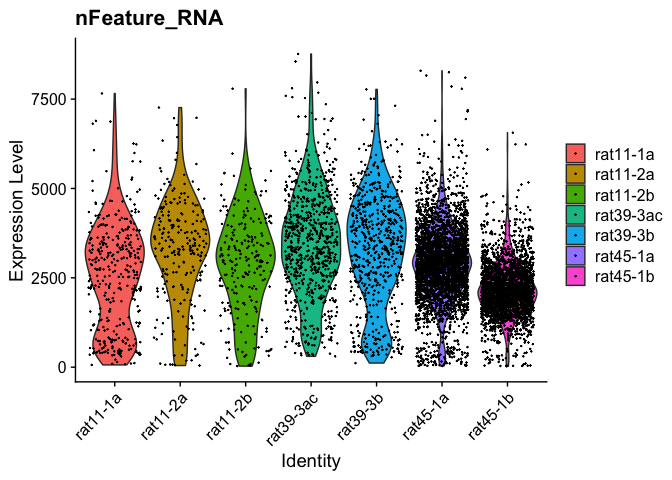 nFeature_RNA
Expression Level
7500
5000
2500
0
rat11-1a
rat11-2a
rat11-2b
rat39-3ac
rat39-3b
rat45-1a
rat45-1b
Identity
rat11-1a
rat11-2a
rat11-2b
rat39-3ac
rat39-3b
rat45-1a
rat45-1b